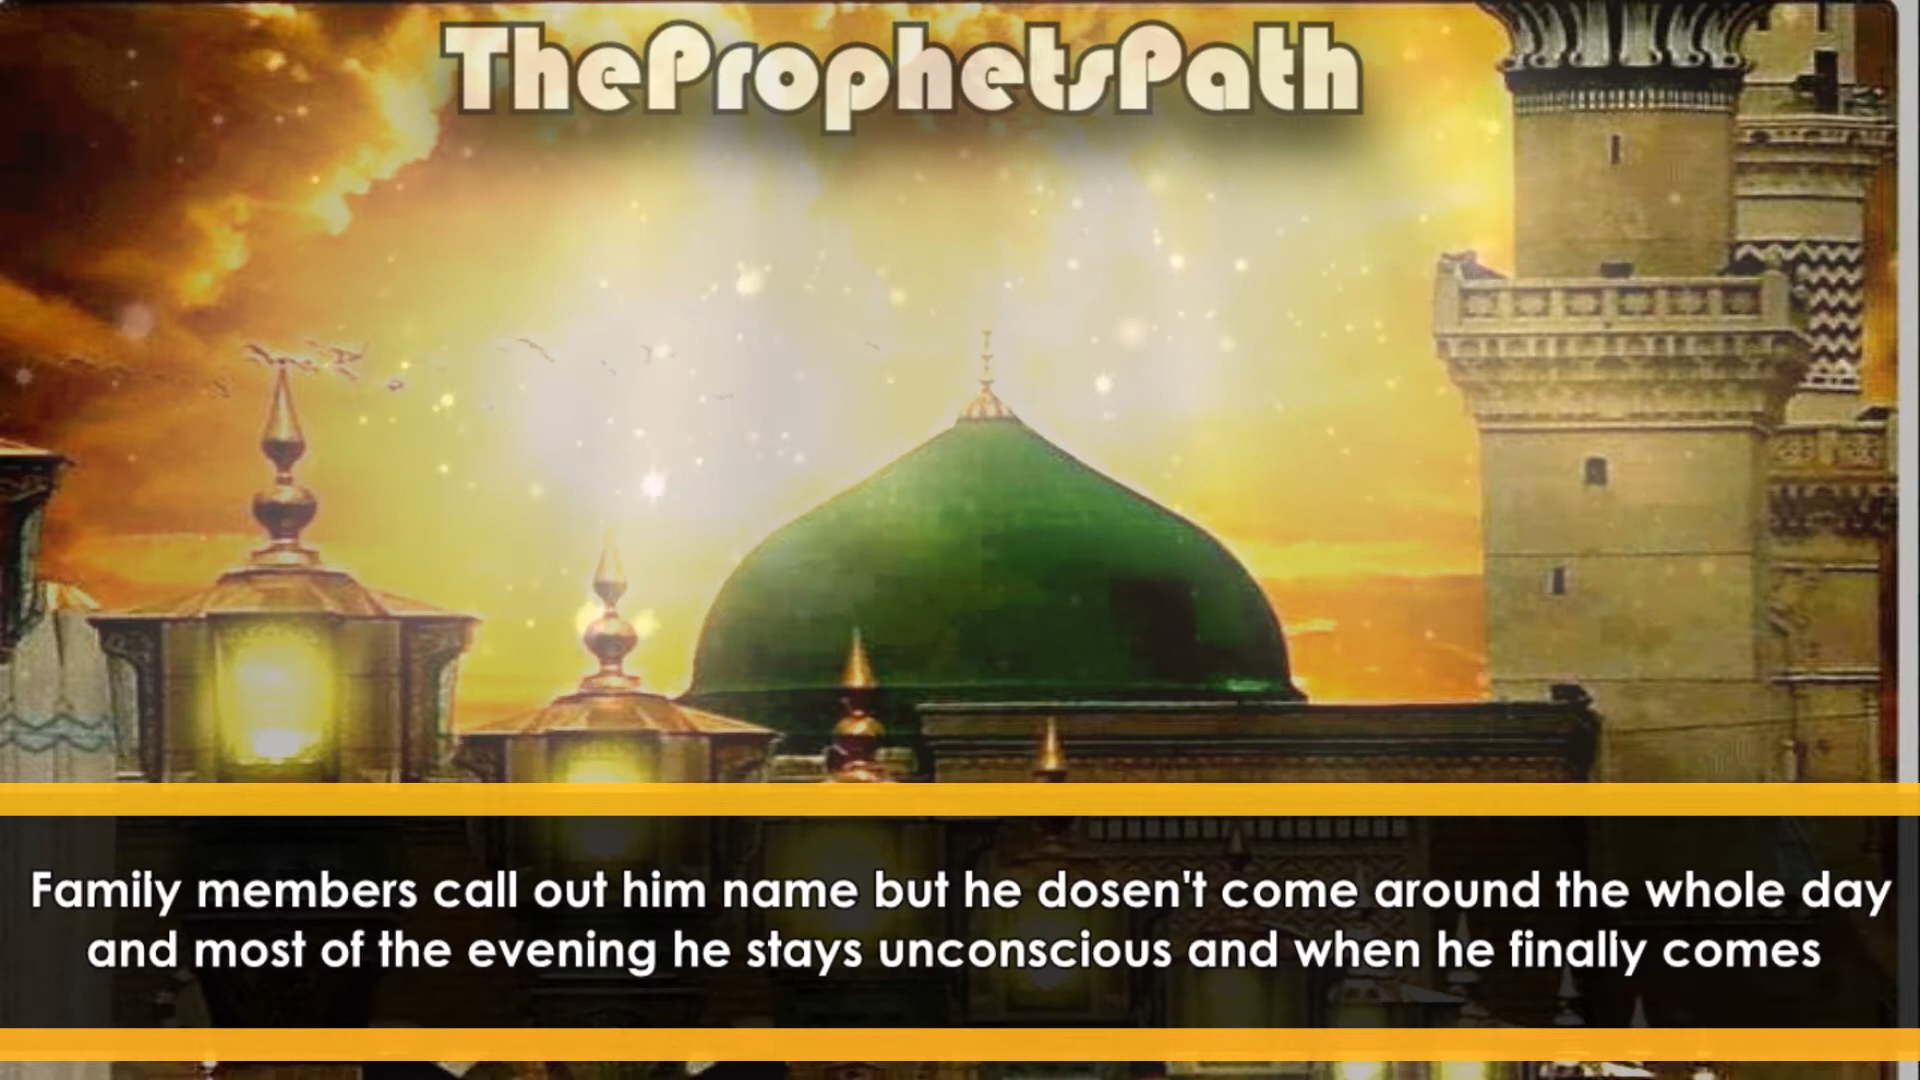 TheProphetsPath
Family members call out him name but he dosen't come around the whole day
and most of the evening he stays unconscious and when he finally comes